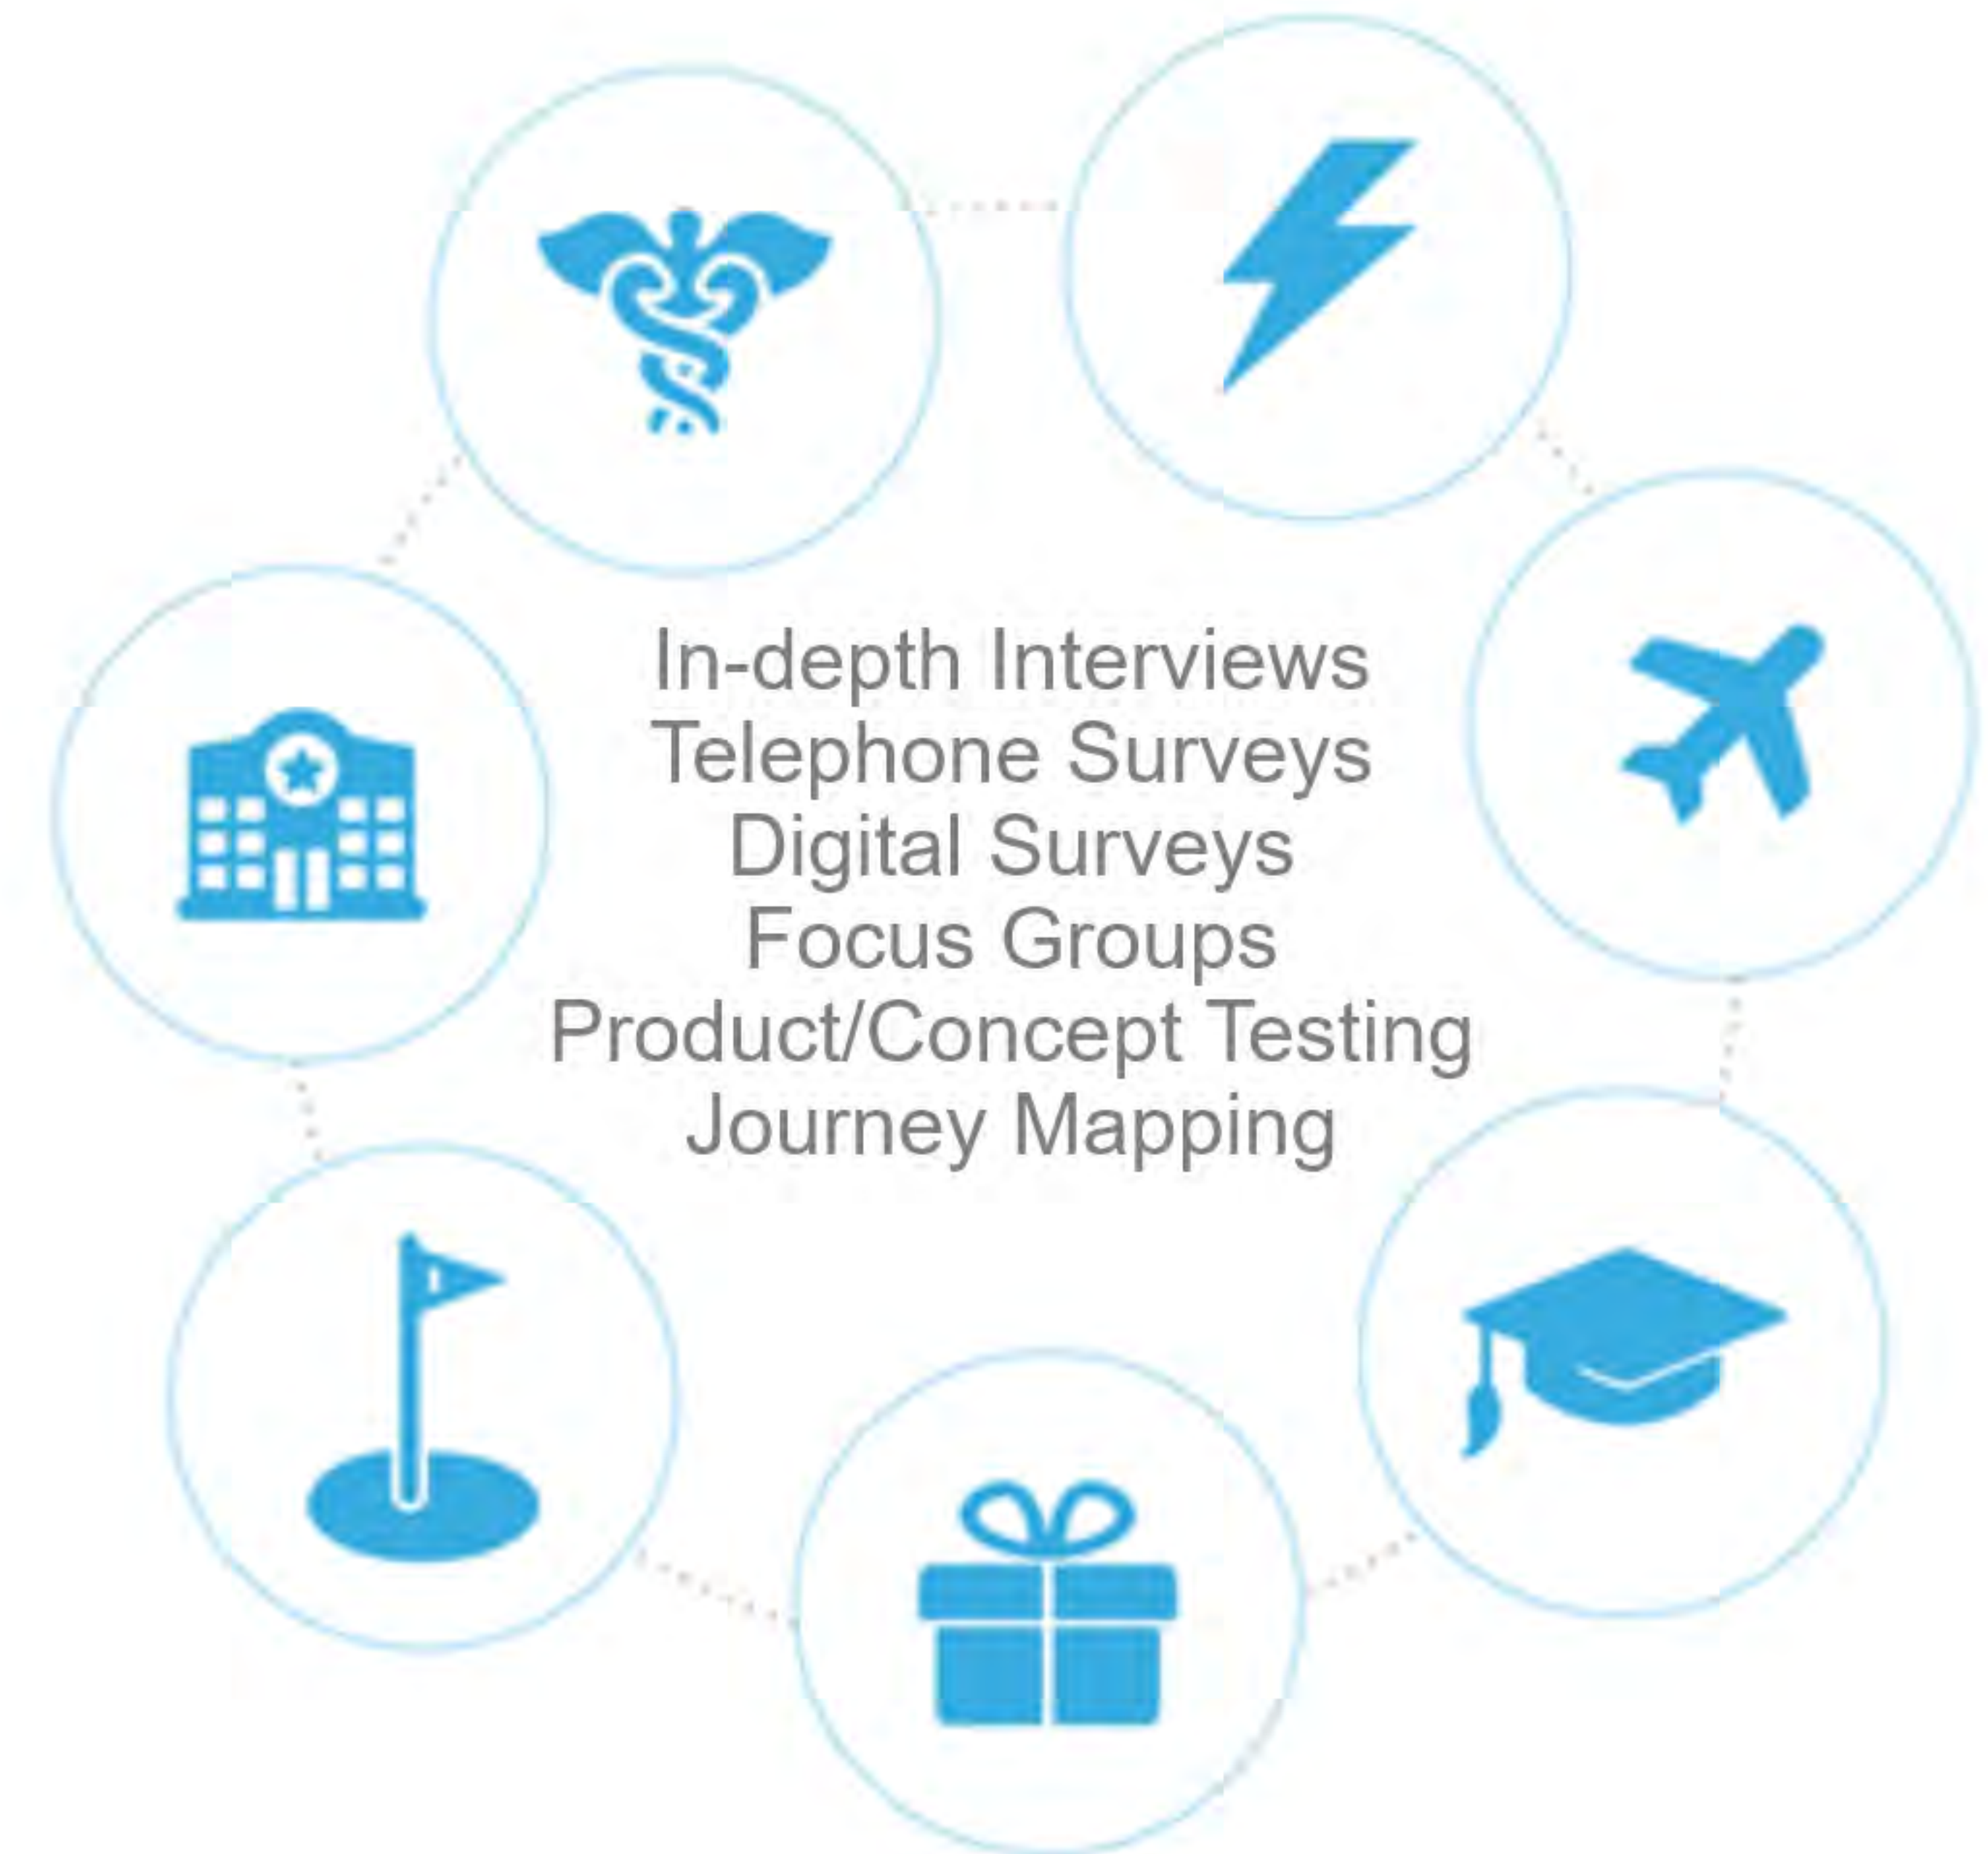 In-depth Interviews
Telephone Surveys
Digital Surveys
Focus Groups
Product/Concept Testing
Journey Mapping